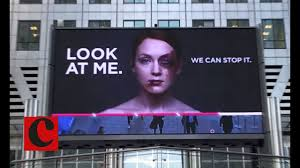 LOOK
AT ME.
WE CAN STOP IT.
C